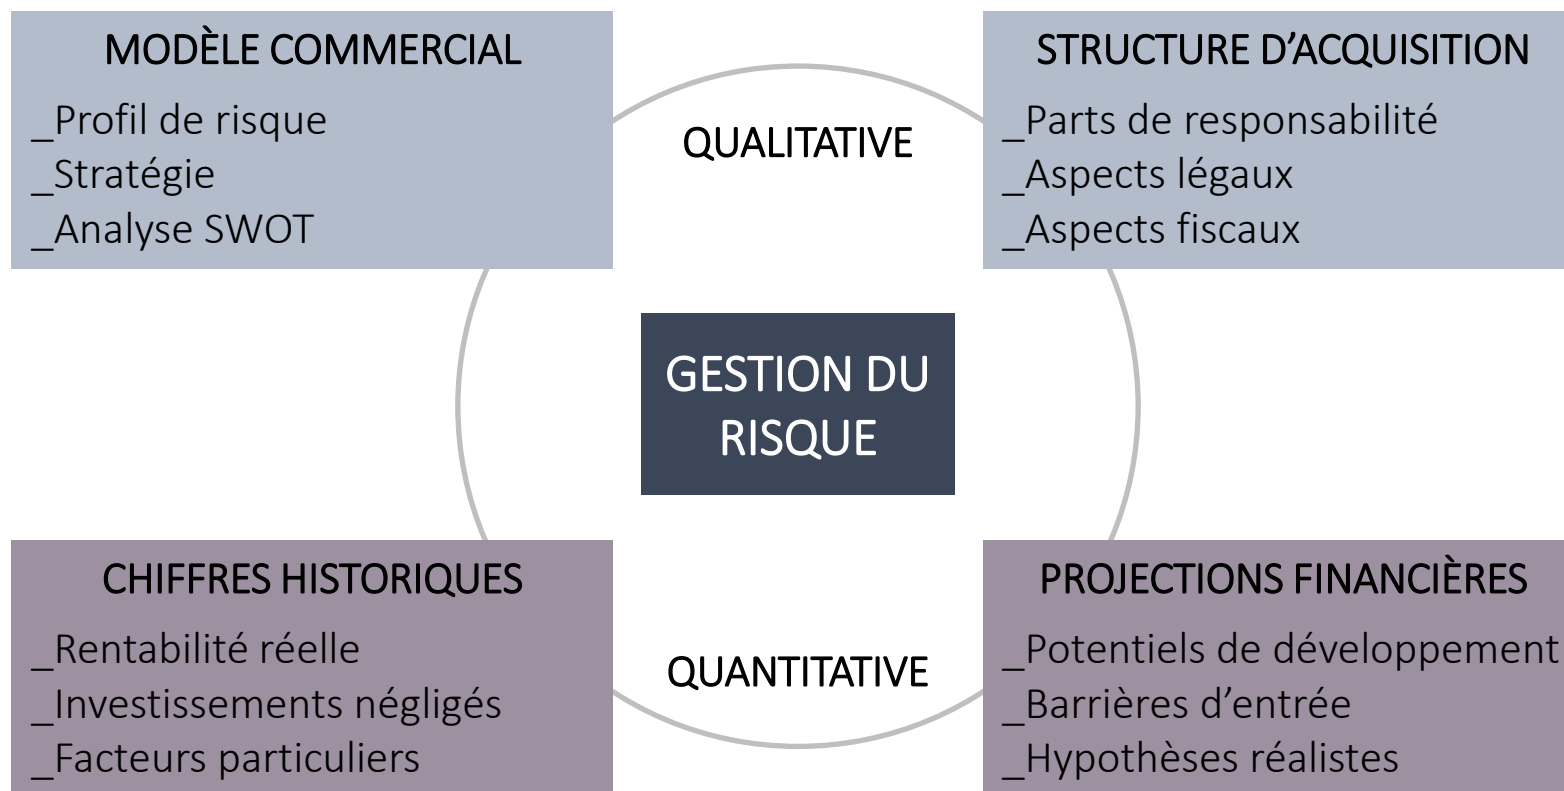 MODÈLE COMMERCIAL
_Profil de risque
_Stratégie
_Analyse SWOT
QUALITATIVE
STRUCTURE D’ACQUISITION
_Parts de responsabilité
_Aspects légaux
_Aspects fiscaux
GESTION DU
RISQUE
CHIFFRES HISTORIQUES
_Rentabilité réelle
_Investissements négligés
_Facteurs particuliers
QUANTITATIVE
PROJECTIONS FINANCIÈRES
_Potentiels de développement
_Barrières d’entrée
_Hypothèses réalistes